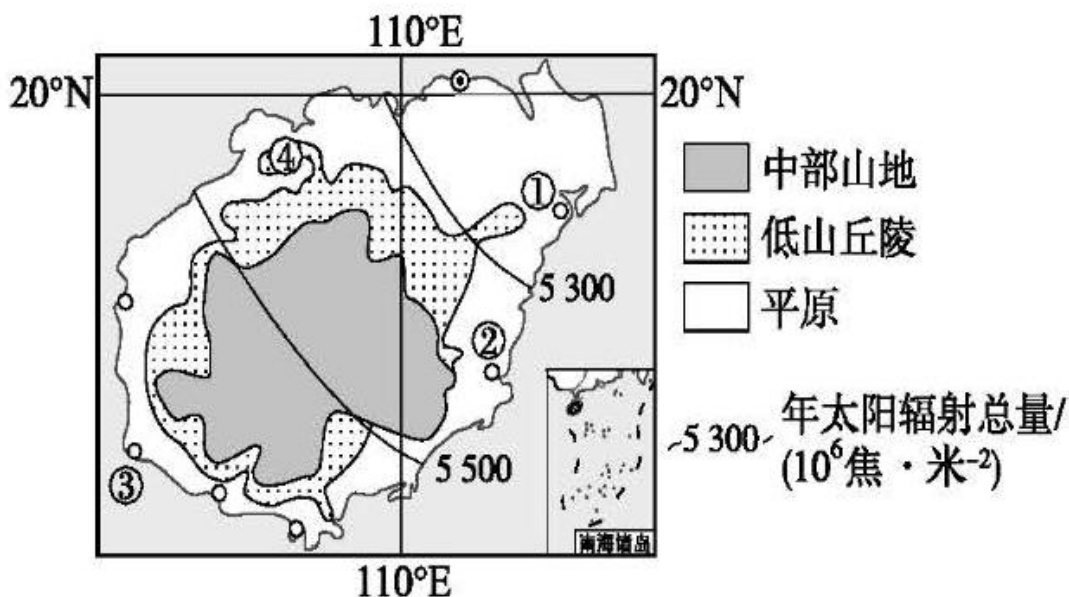 110°E
20°N
20°N
④
①
5 300
②
5 500
③
南海诸岛
110°E
中部山地
低山丘陵
平原
5 300 年太阳辐射总量/
(10⁶焦·米⁻²)